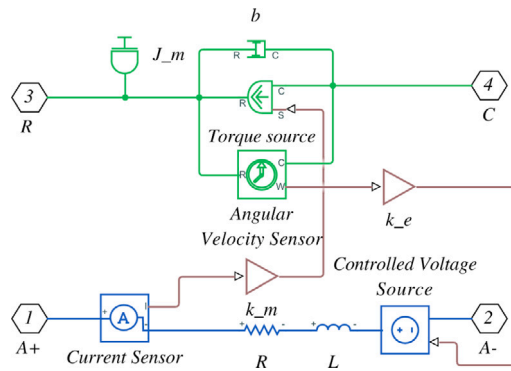 b
J_m
3
R
C
R
C
S
4
C
R
Torque source
R
C
W
Angular
Velocity Sensor
k_e
Controlled Voltage
Source
k_m
1
A+
+
A
I
-
Current Sensor
+
-
R
+
-
L
+
-
2
A-